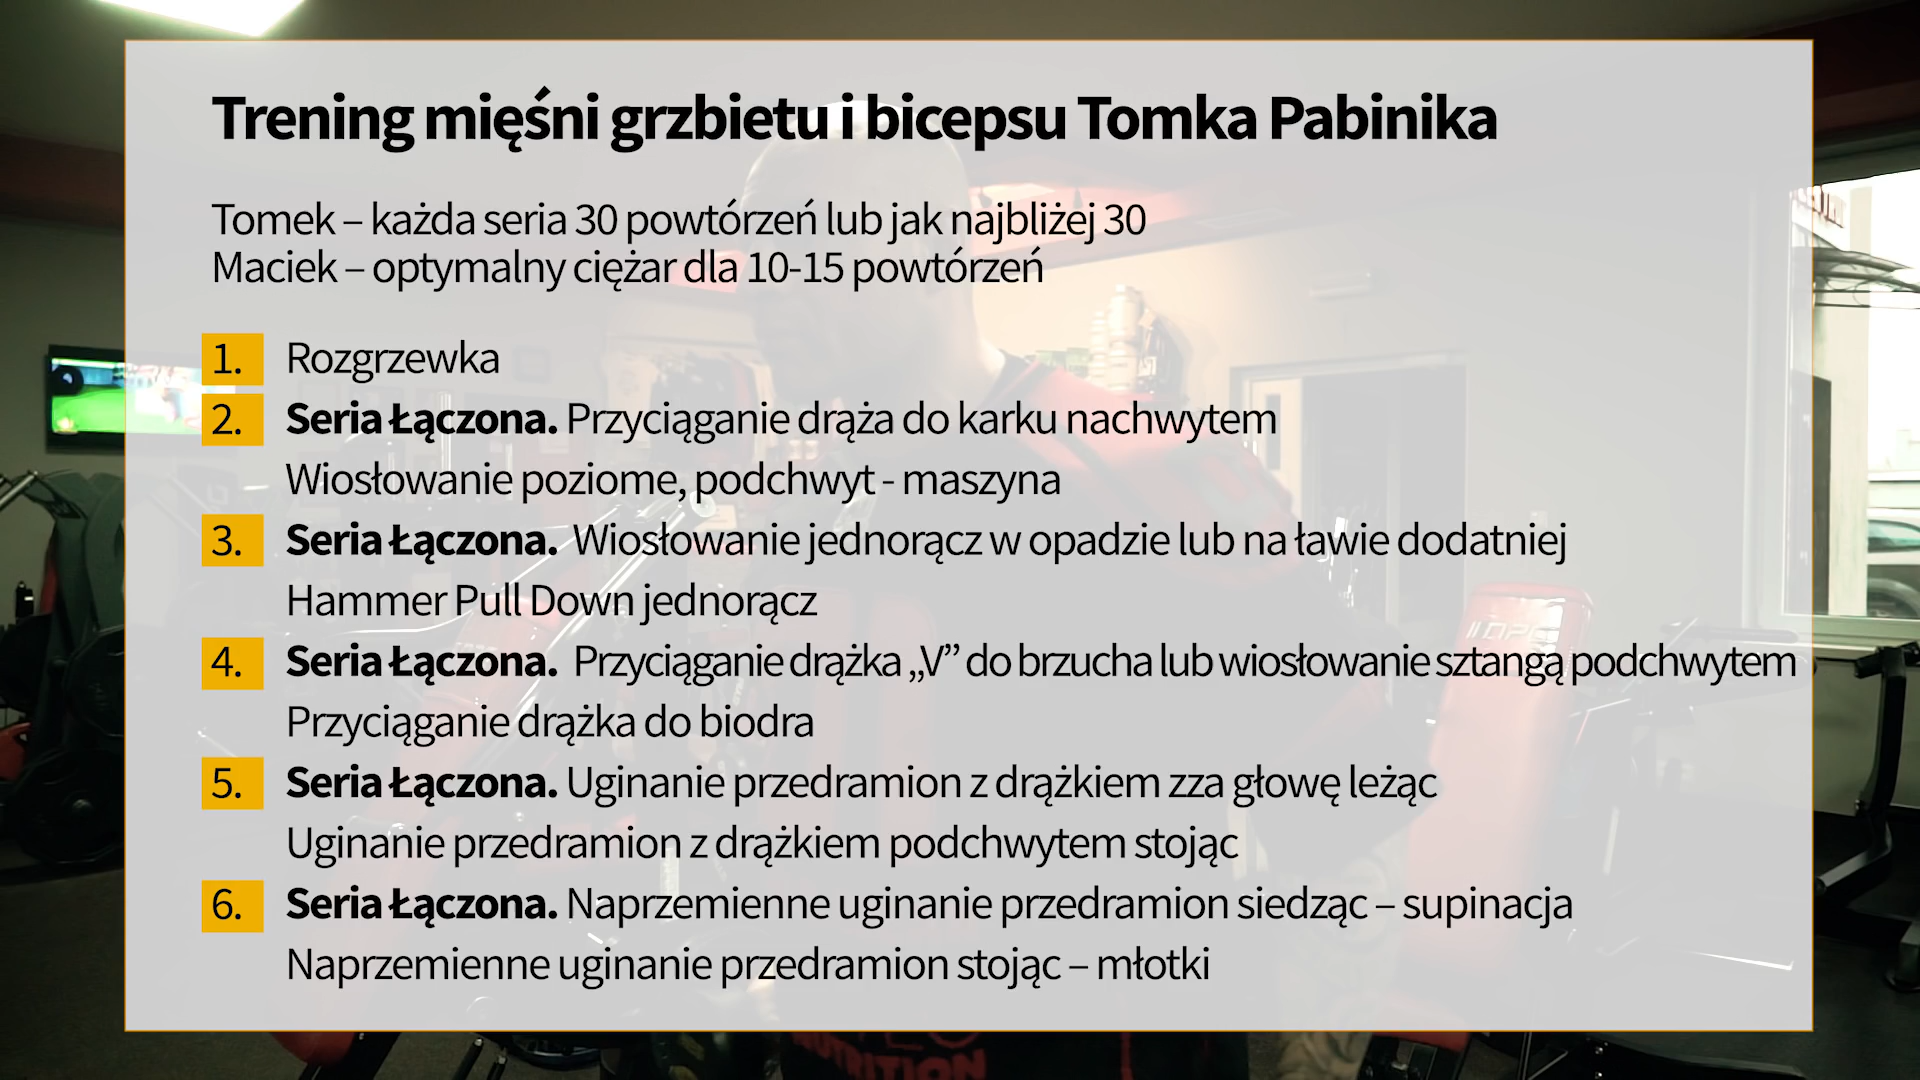 Trening mięśni grzbietu i bicepsu Tomka Pabinika
Tomek – każda seria 30 powtórzeń lub jak najbliżej 30
Maciek – optymalny ciężar dla 10-15 powtórzeń
1. Rozgrzewka
2. Seria Łączona. Przyciąganie drąża do karku nachwytem
Wiosłowanie poziome, podchwyt - maszyna
3. Seria Łączona. Wiosłowanie jednorącz w opadzie lub na ławie dodatniej
Hammer Pull Down jednorącz
4. Seria Łączona. Przyciąganie drążka „V” do brzucha lub wiosłowanie sztangą podchwytem
Przyciąganie drążka do biodra
5. Seria Łączona. Uginanie przedramion z drążkiem zza głowę leżąc
Uginanie przedramion z drążkiem podchwytem stojąc
6. Seria Łączona. Naprzemienne uginanie przedramion siedząc – supinacja
Naprzemienne uginanie przedramion stojąc – młotki
NUTRITION